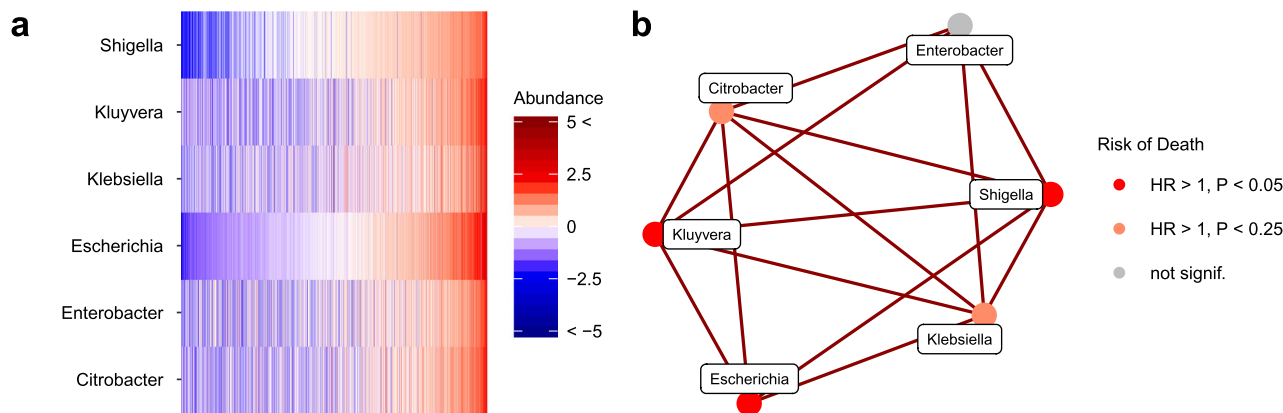 a
Shigella
Kluyvera
Klebsiella
Escherichia
Enterobacter
Citrobacter
Abundance
5 <
2.5
0
−2.5
< −5
b
Enterobacter
Citrobacter
Shigella
Kluyvera
Klebsiella
Escherichia
Risk of Death
HR > 1, P < 0.05
HR > 1, P < 0.25
not signif.